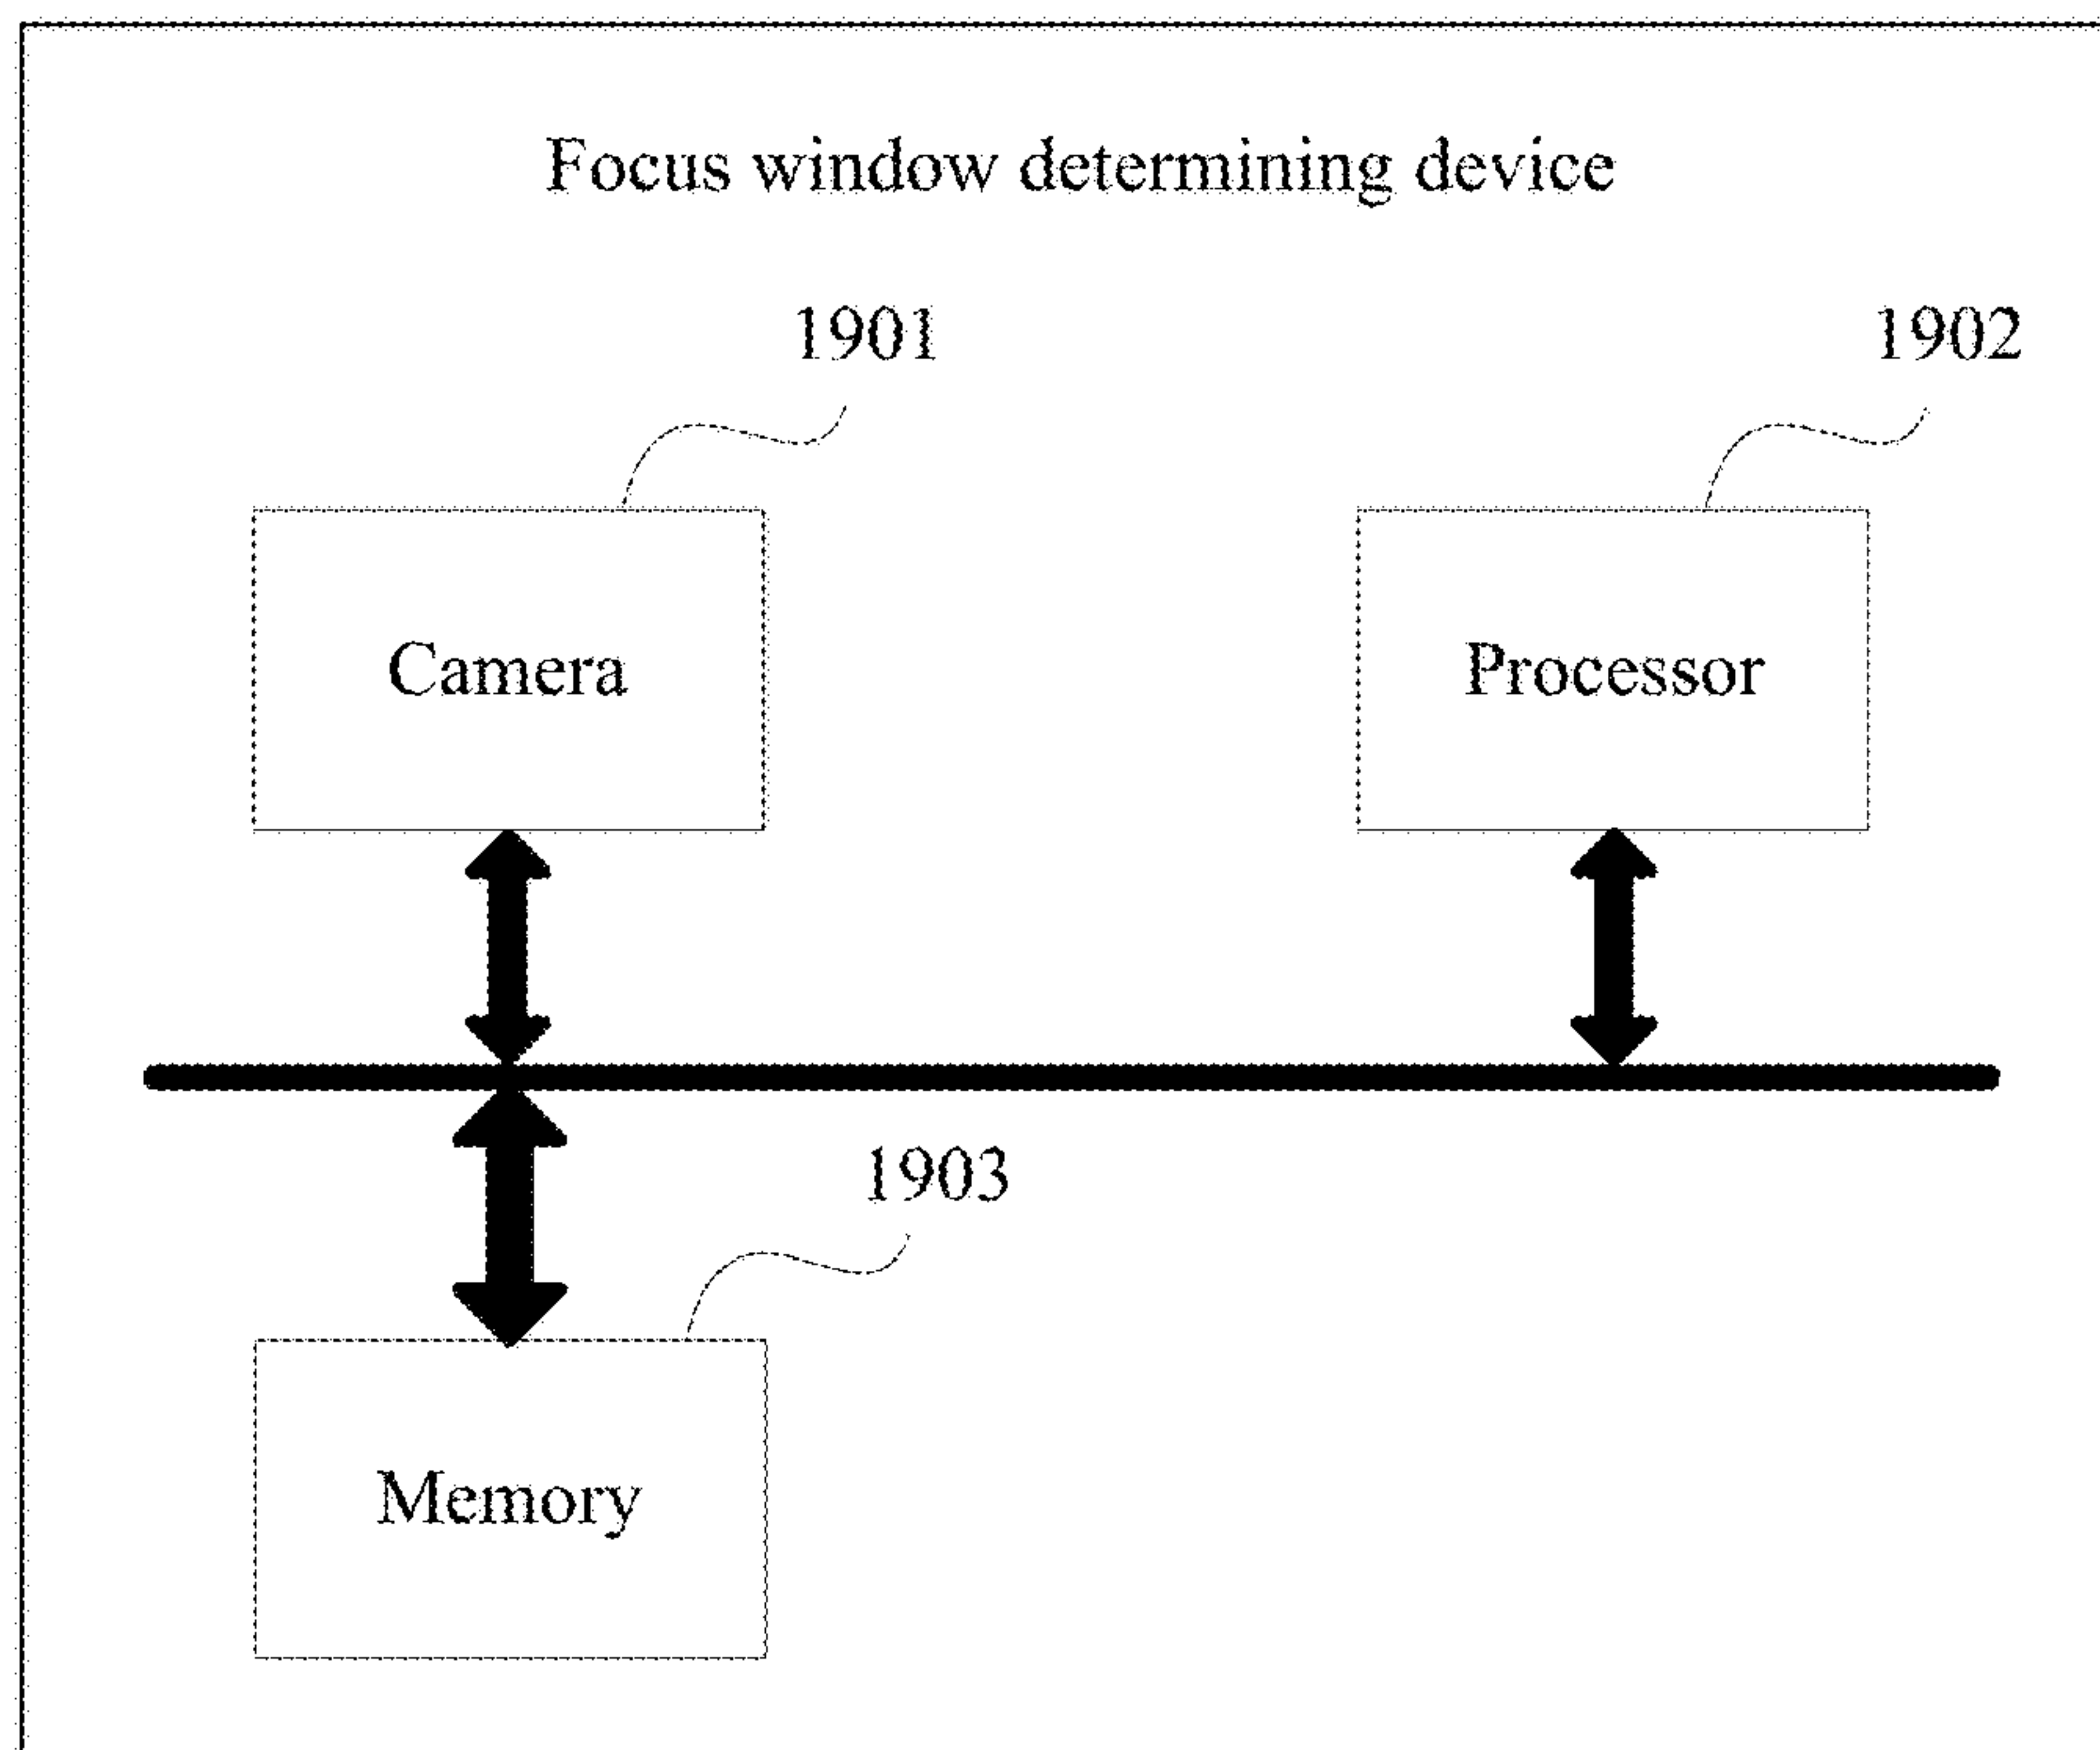 Focus window determining device
1901
1902
Camera
Processor
1903
Memory